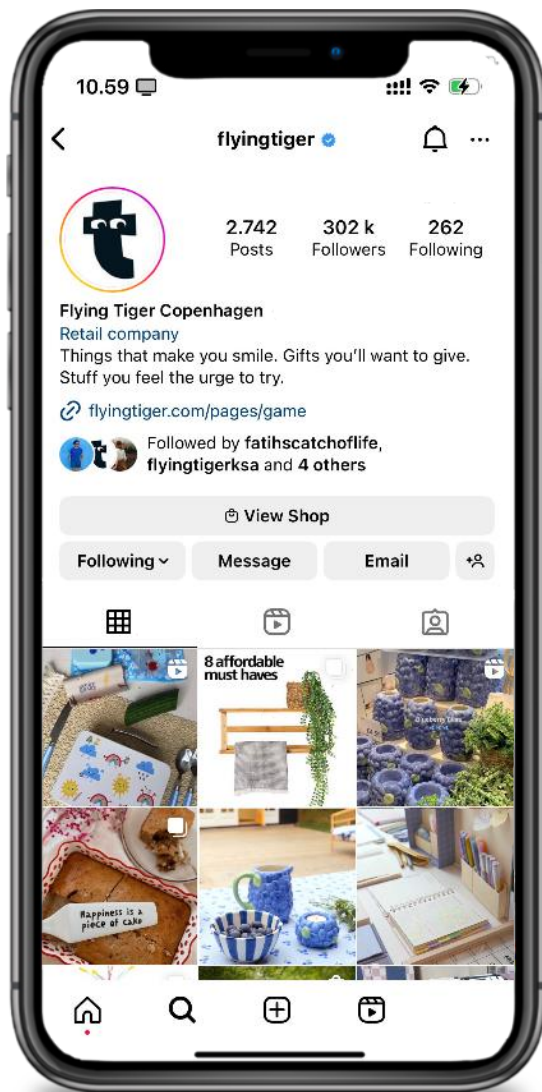 10.59
flyingtiger
2.742
Posts
302 k
Followers
262
Following
Flying Tiger Copenhagen
Retail company
Things that make you smile. Gifts you'll want to give.
Stuff you feel the urge to try.
flyingtiger.com/pages/game
Followed by fatihscatchoflife,
flyingtigerksa and 4 others
View Shop
Following
Message
Email
8 affordable
must haves
Happiness is a
piece of cake